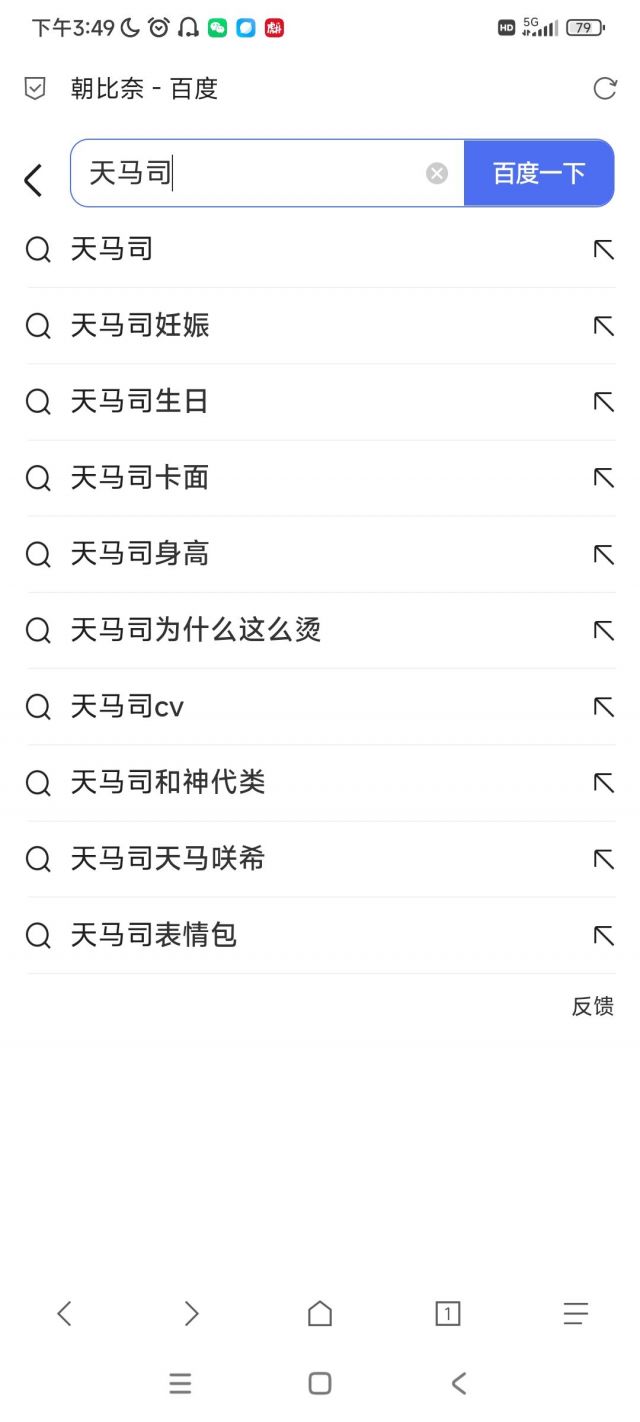 下午3:49 HD 5G 79
朝比奈 - 百度
天马司 百度一下
天马司
天马司妊娠
天马司生日
天马司卡面
天马司身高
天马司为什么这么烫
天马司cv
天马司和神代类
天马司天马咲希
天马司表情包
反馈
1